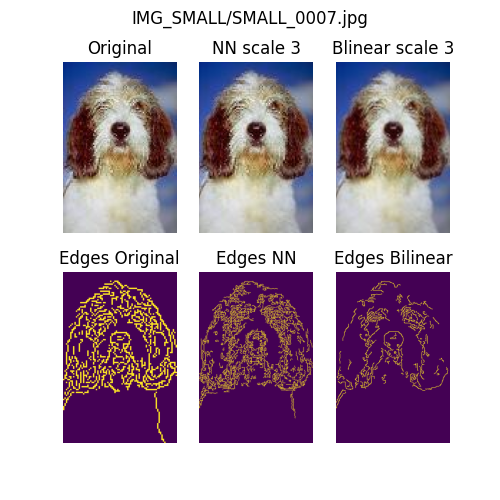 IMG_SMALL/SMALL_0007.jpg
Original
NN scale 3
Blinear scale 3
Edges Original
Edges NN
Edges Bilinear